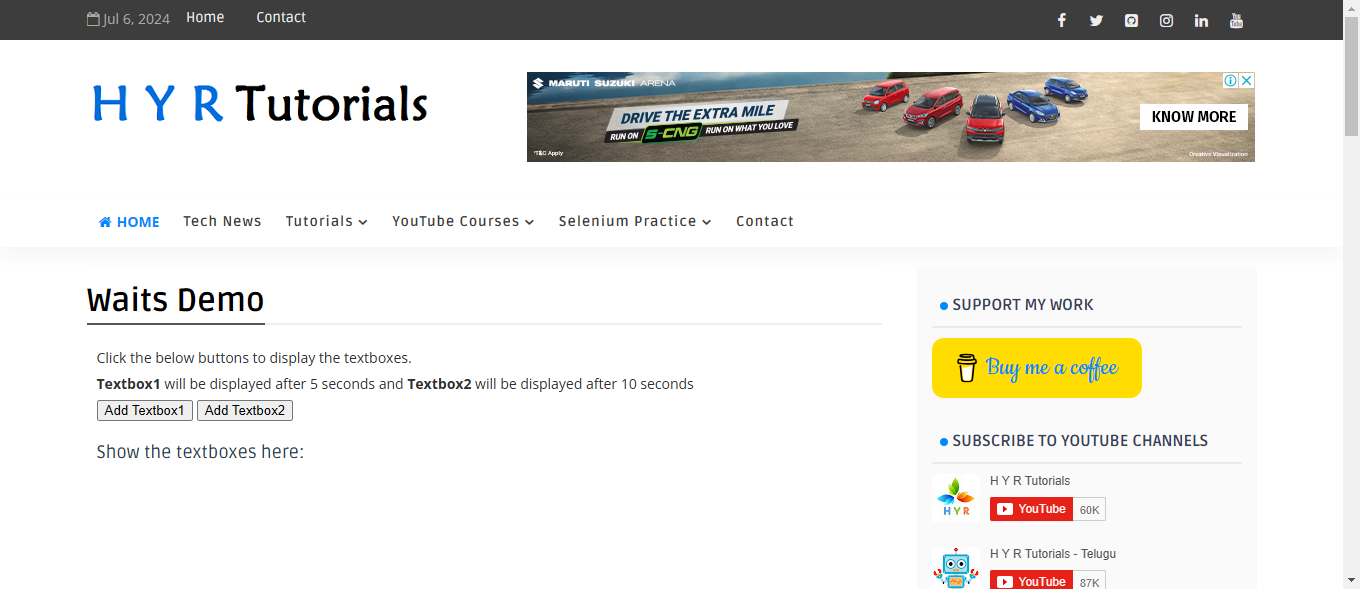 Jul 6, 2024 Home Contact
H Y R Tutorials
MARUTI SUZUKI ARENA
DRIVE THE EXTRA MILE
RUN ON S-CNG RUN ON WHAT YOU LOVE
*T&C Apply
KNOW MORE
Creative Visualization
HOME Tech News Tutorials YouTube Courses Selenium Practice Contact
Waits Demo
Click the below buttons to display the textboxes.
Textbox1 will be displayed after 5 seconds and Textbox2 will be displayed after 10 seconds
Add Textbox1 Add Textbox2
Show the textboxes here:
SUPPORT MY WORK
Buy me a coffee
SUBSCRIBE TO YOUTUBE CHANNELS
H Y R Tutorials
H Y R
YouTube 60K
H Y R Tutorials - Telugu
YouTube 87K